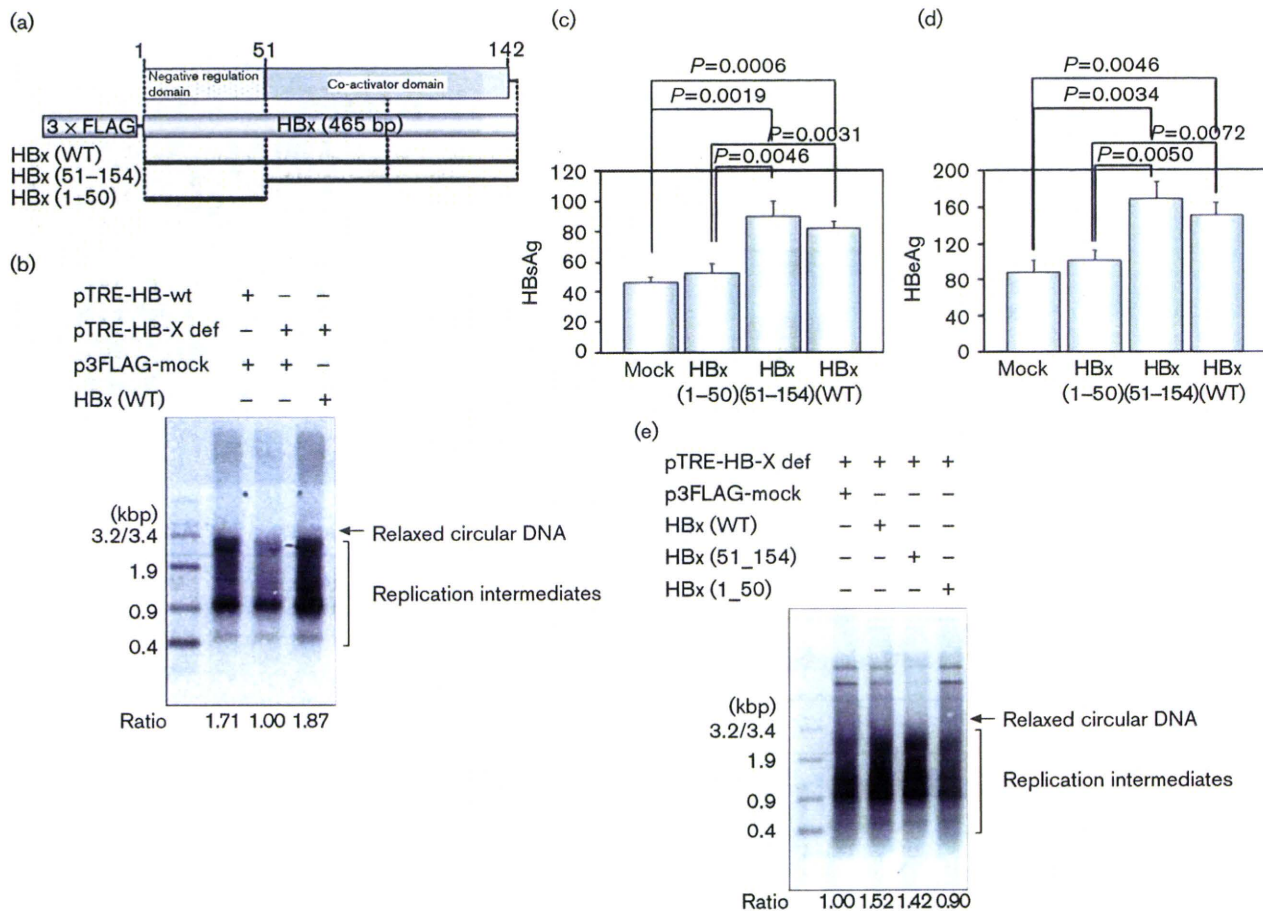 (a)
1 51 142
Negative regulation
domain
Co-activator domain
3 × FLAG
HBx (465 bp)
HBx (WT)
HBx (51–154)
HBx (1–50)
(b)
pTRE-HB-wt + – –
pTRE-HB-X def – + +
p3FLAG-mock + + –
HBx (WT) – – +
(kbp)
3.2/3.4
1.9
0.9
0.4
Relaxed circular DNA
Replication intermediates
Ratio 1.71 1.00 1.87
(c)
P=0.0006
P=0.0019
P=0.0031
P=0.0046
HBsAg
120
100
80
60
40
20
0
Mock HBx HBx HBx
(1–50)(51–154)(WT)
(d)
P=0.0046
P=0.0034
P=0.0072
P=0.0050
HBeAg
200
160
120
80
40
0
Mock HBx HBx HBx
(1–50)(51–154)(WT)
(e)
pTRE-HB-X def + + + +
p3FLAG-mock + – – –
HBx (WT) – + – –
HBx (51_154) – – + –
HBx (1_50) – – – +
(kbp)
3.2/3.4
1.9
0.9
0.4
Relaxed circular DNA
Replication intermediates
Ratio 1.00 1.52 1.42 0.90